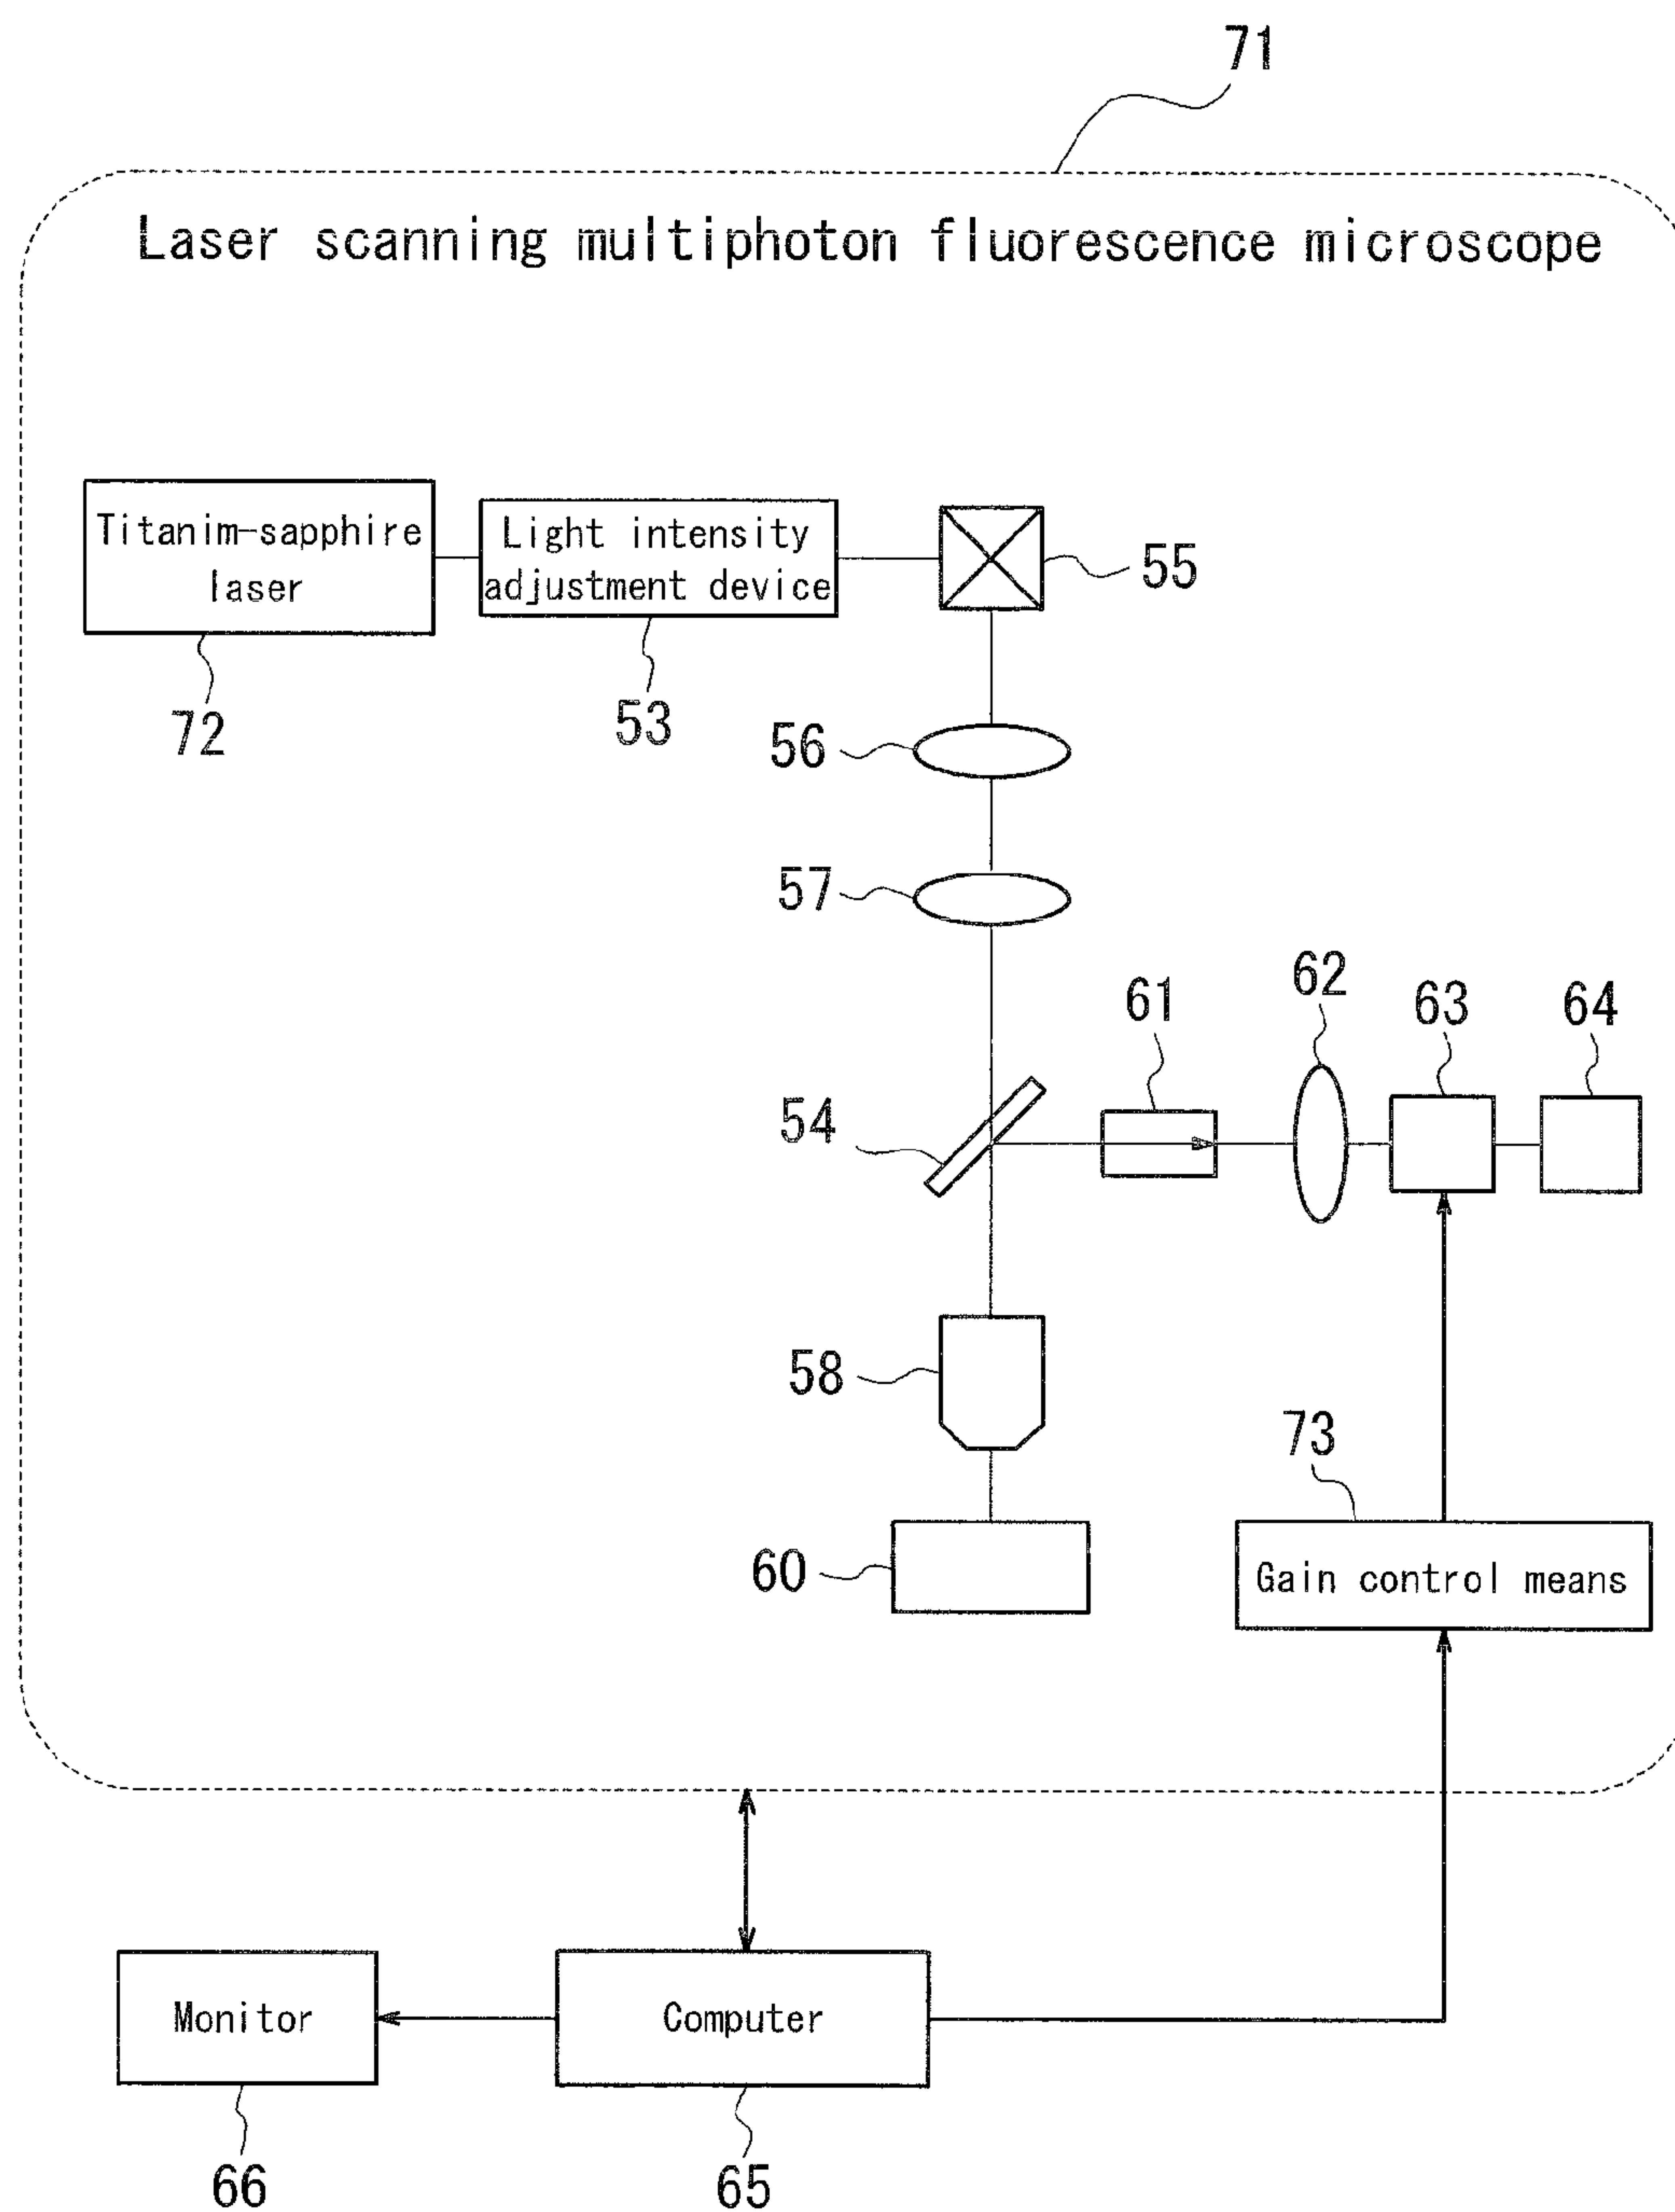 71
Laser scanning multiphoton fluorescence microscope
Titanim-sapphire
laser
Light intensity
adjustment device
55
72
53
56
57
61
62
63
64
54
58
73
60
Gain control means
Monitor
Computer
66
65